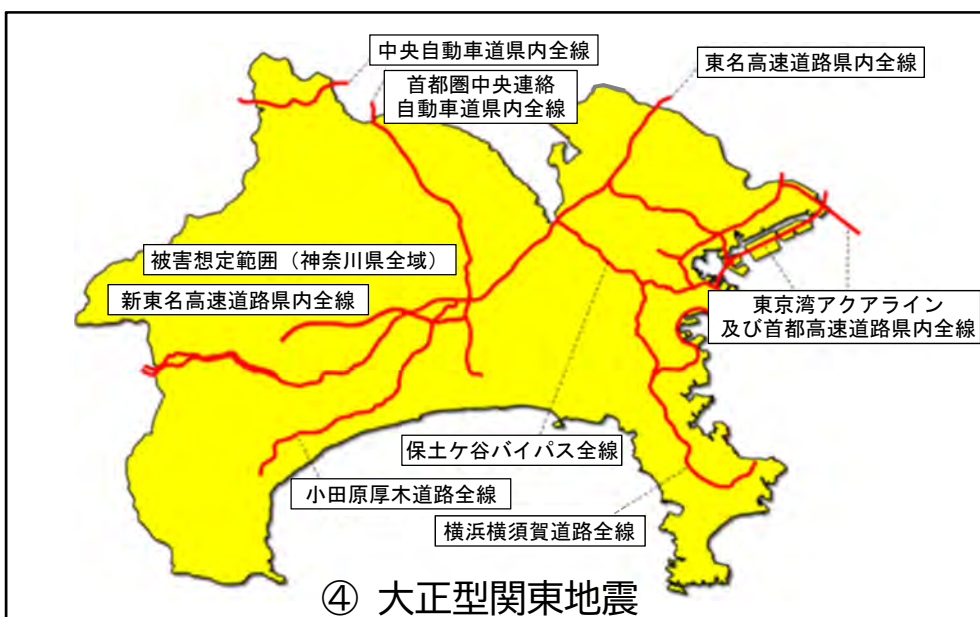 中央自動車道県内全線
首都圏中央連絡
自動車道県内全線
東名高速道路県内全線
被害想定範囲（神奈川県全域）
新東名高速道路県内全線
東京湾アクアライン
及び首都高速道路県内全線
保土ケ谷バイパス全線
小田原厚木道路全線
横浜横須賀道路全線
④ 大正型関東地震